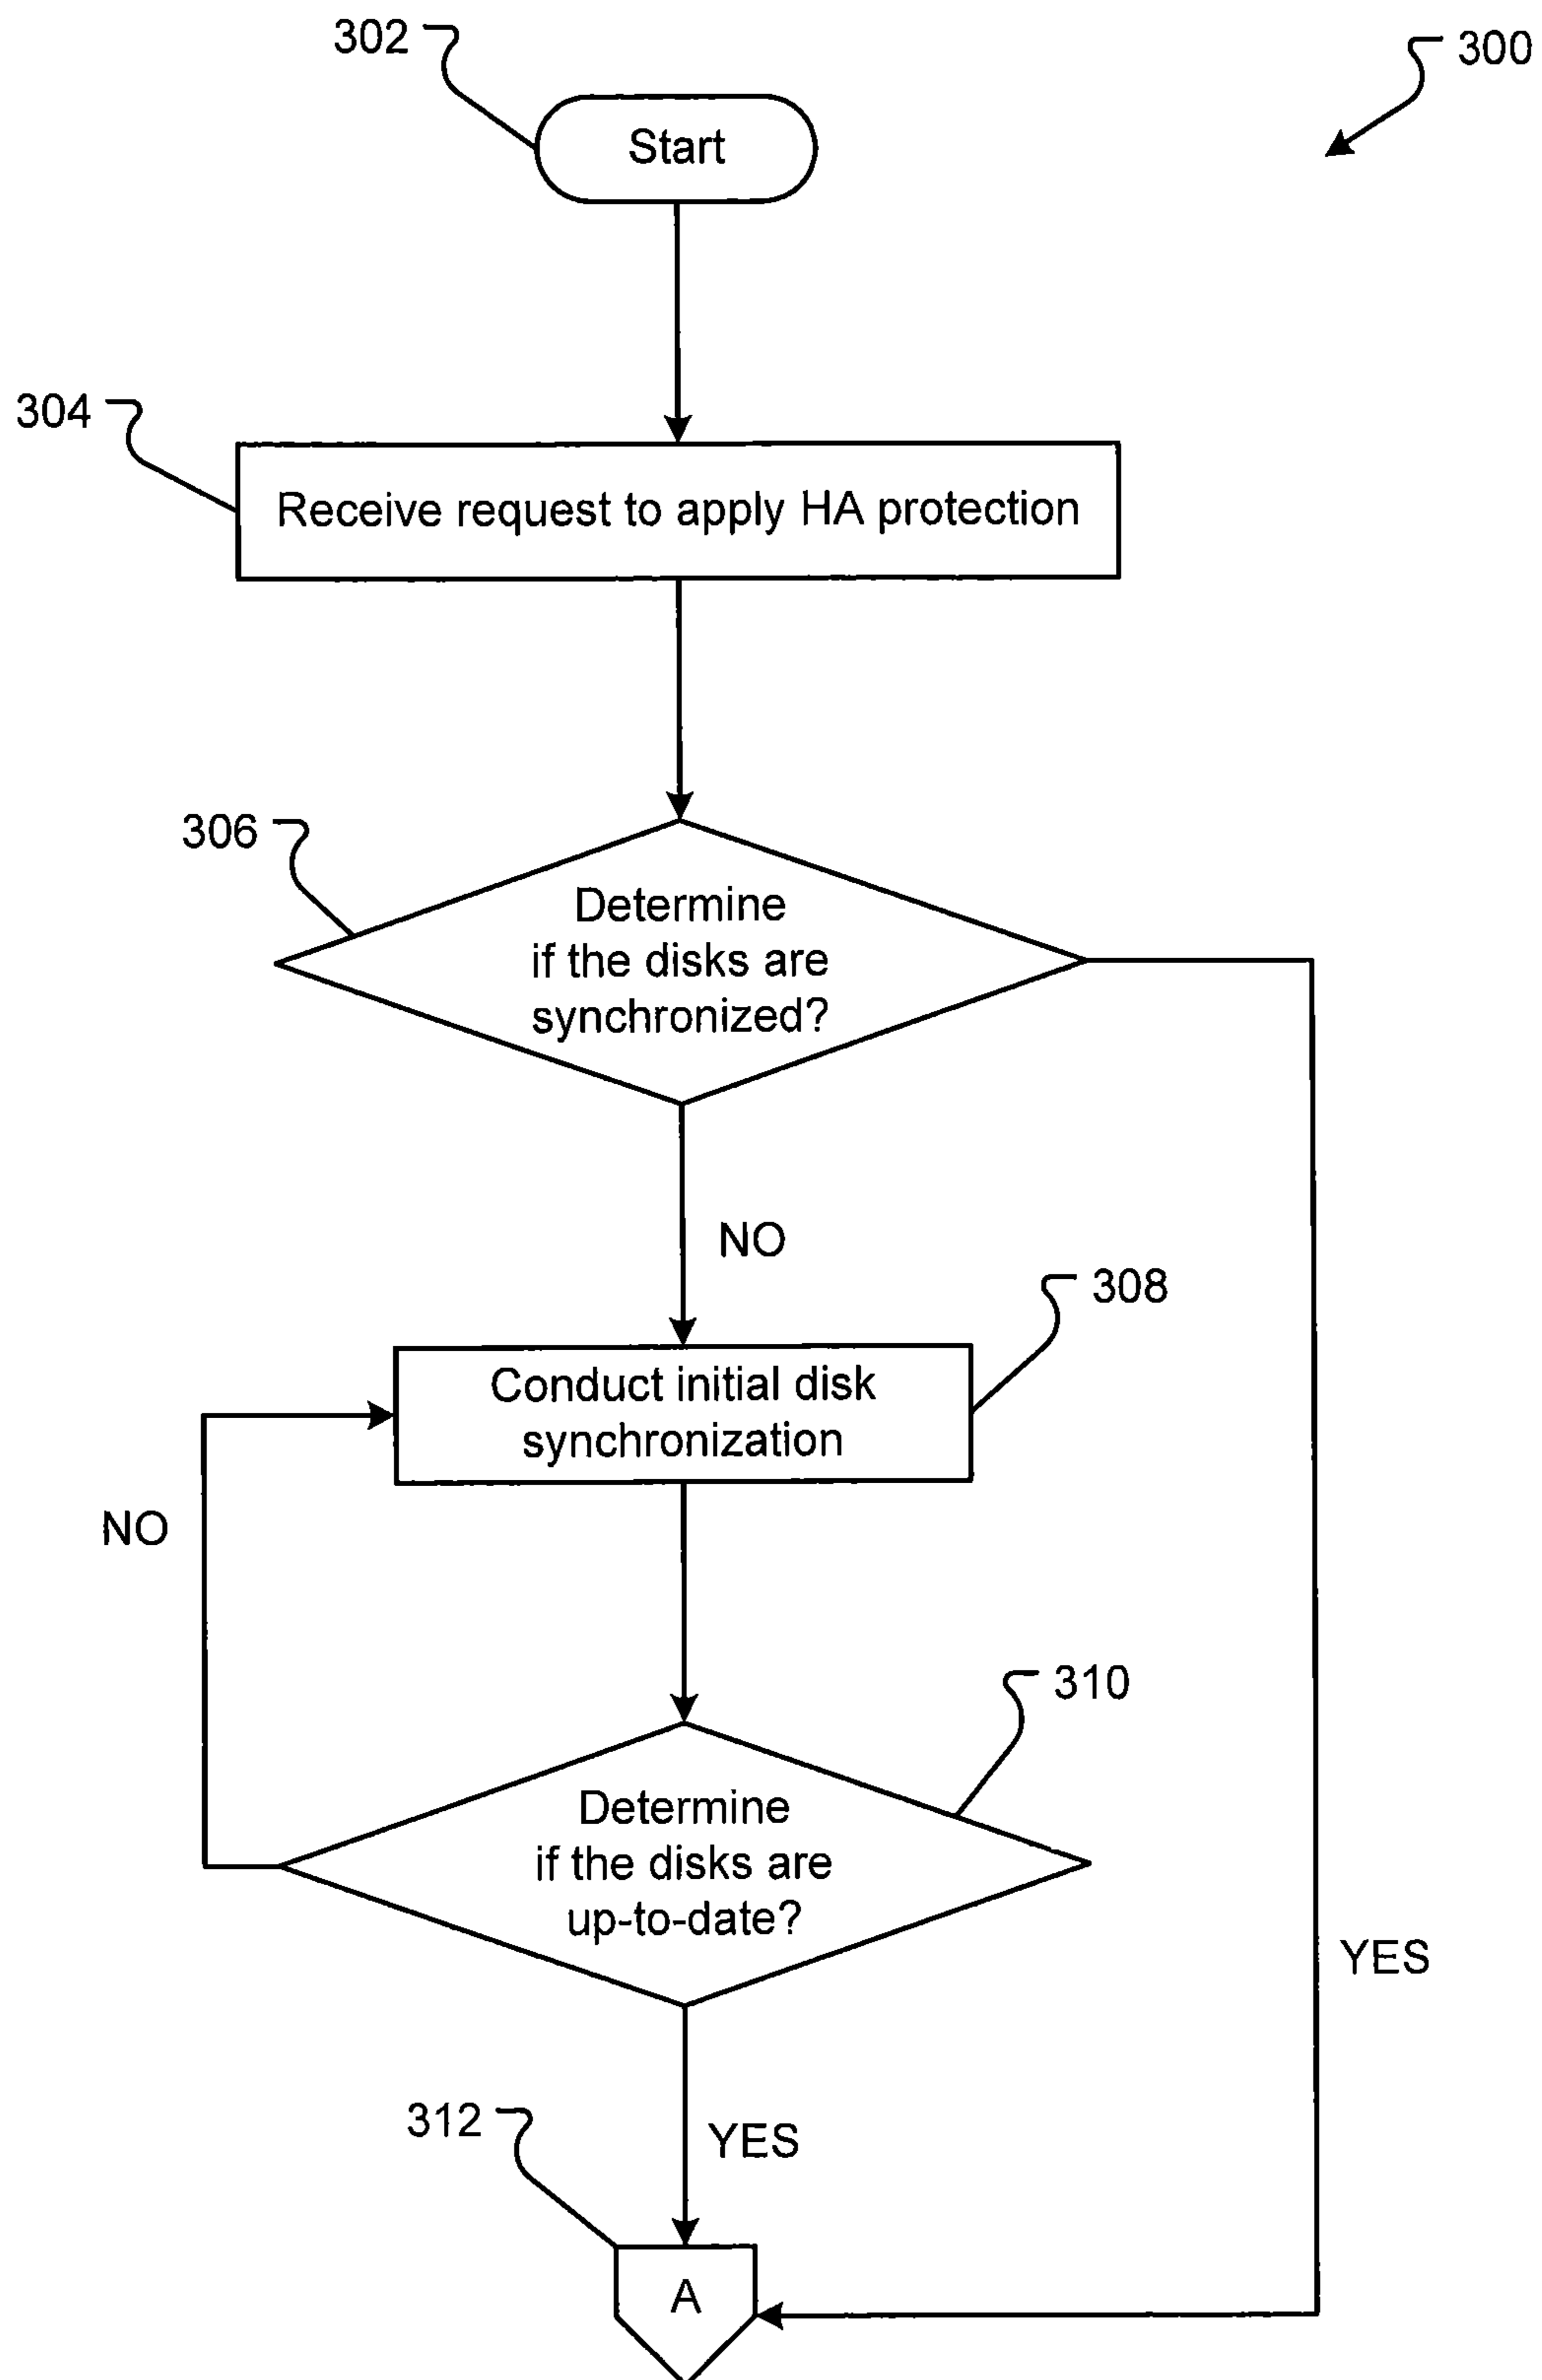 302
300
Start
304
Receive request to apply HA protection
306
Determine
if the disks are
synchronized?
NO
308
Conduct initial disk
synchronization
NO
310
Determine
if the disks are
up-to-date?
YES
312
YES
A